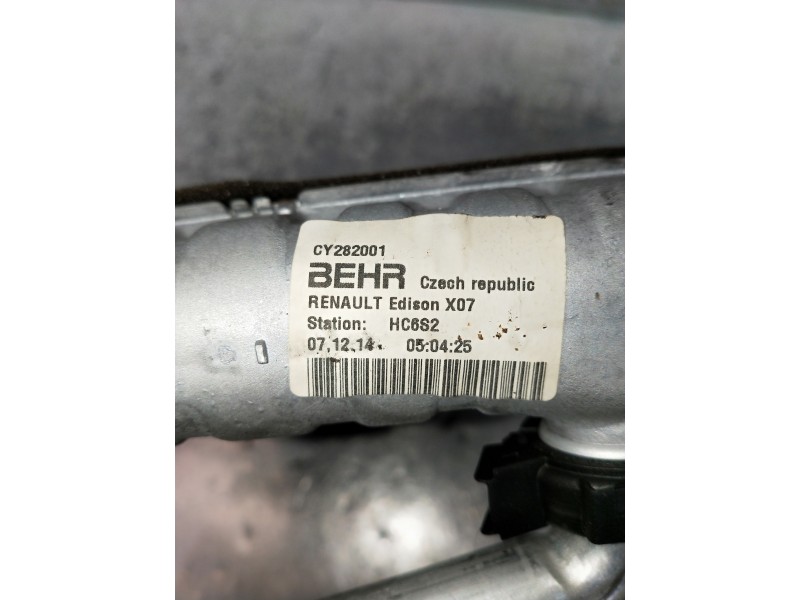 CY282001
BEHR Czech republic
RENAULT Edison X07
Station: HC6S2
07.12.14 05:04:25